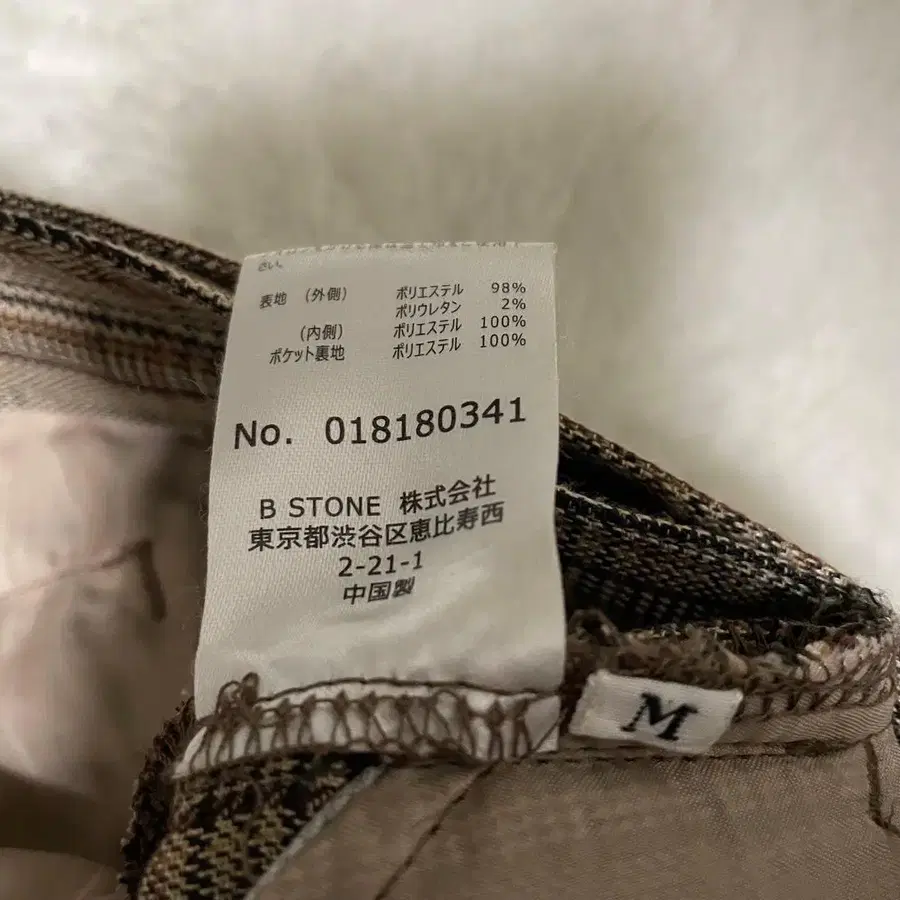 さい。
表地 (外側) ポリエステル 98%
ポリウレタン 2%
(内側) ポリエステル 100%
ポケット裏地 ポリエステル 100%
No. 018180341
B STONE 株式会社
東京都渋谷区恵比寿西
2-21-1
中国製
M